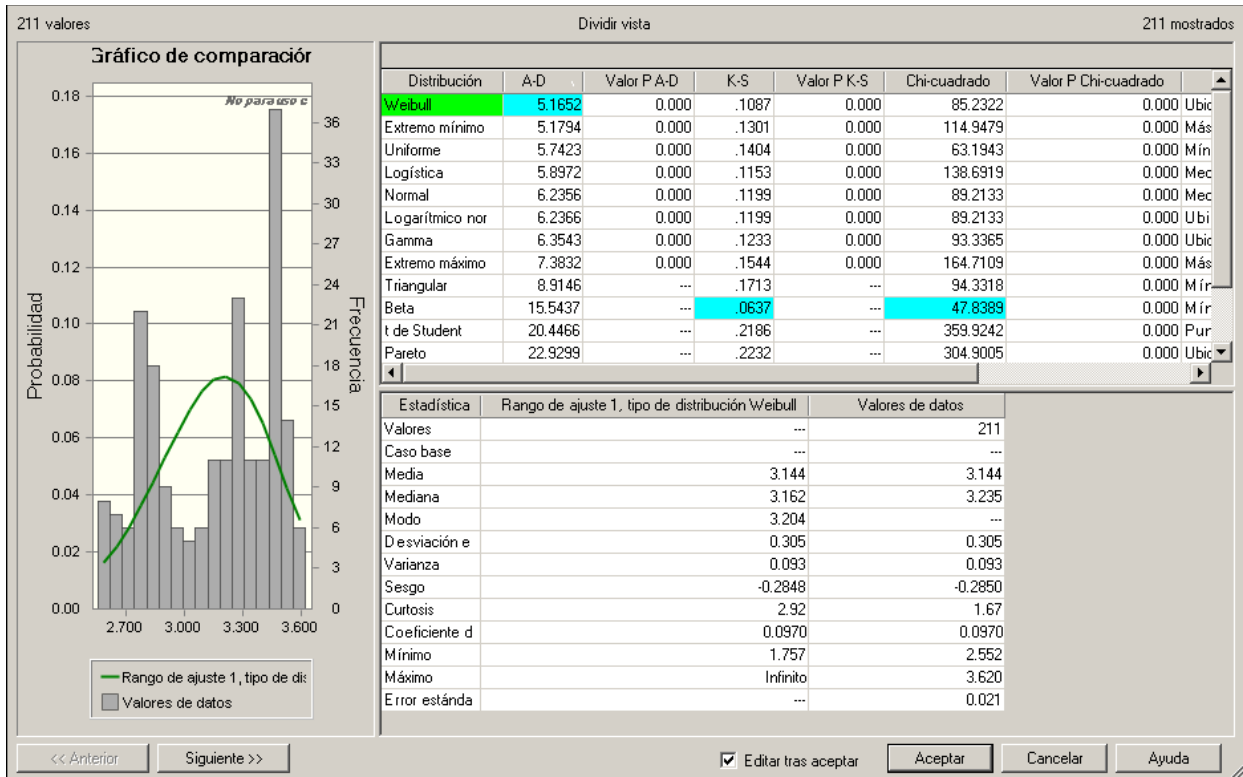 211 valores Dividir vista 211 mostrados
Gráfico de comparaciór
No para uso c
0.18
0.16
0.14
0.12
0.10
0.08
0.06
0.04
0.02
0.00
Probabilidad
36
33
30
27
24
21
18
15
12
9
6
3
0
Frecuencia
2.700 3.000 3.300 3.600
Rango de ajuste 1, tipo de dis
Valores de datos
Distribución A-D Valor P A-D K-S Valor P K-S Chi-cuadrado Valor P Chi-cuadrado
Weibull 5.1652 0.000 .1087 0.000 85.2322 0.000 Ubic
Extremo mínimo 5.1794 0.000 .1301 0.000 114.9479 0.000 Más
Uniforme 5.7423 0.000 .1404 0.000 63.1943 0.000 Mín
Logística 5.8972 0.000 .1153 0.000 138.6919 0.000 Mec
Normal 6.2356 0.000 .1199 0.000 89.2133 0.000 Mec
Logarítmico nor 6.2366 0.000 .1199 0.000 89.2133 0.000 Ubi
Gamma 6.3543 0.000 .1233 0.000 93.3365 0.000 Ubic
Extremo máximo 7.3832 0.000 .1544 0.000 164.7109 0.000 Más
Triangular 8.9146 --- .1713 --- 94.3318 0.000 Mír
Beta 15.5437 --- .0637 --- 47.8389 0.000 Mír
t de Student 20.4466 --- .2186 --- 359.9242 0.000 Pur
Pareto 22.9299 --- .2232 --- 304.9005 0.000 Ubic
Estadística Rango de ajuste 1, tipo de distribución Weibull Valores de datos
Valores --- 211
Caso base --- ---
Media 3.144 3.144
Mediana 3.162 3.235
Modo 3.204 ---
Desviación e 0.305 0.305
Varianza 0.093 0.093
Sesgo -0.2848 -0.2850
Curtosis 2.92 1.67
Coeficiente d 0.0970 0.0970
Mínimo 1.757 2.552
Máximo Infinito 3.620
Error estánda --- 0.021
<< Anterior Siguiente >> Editar tras aceptar Aceptar Cancelar Ayuda